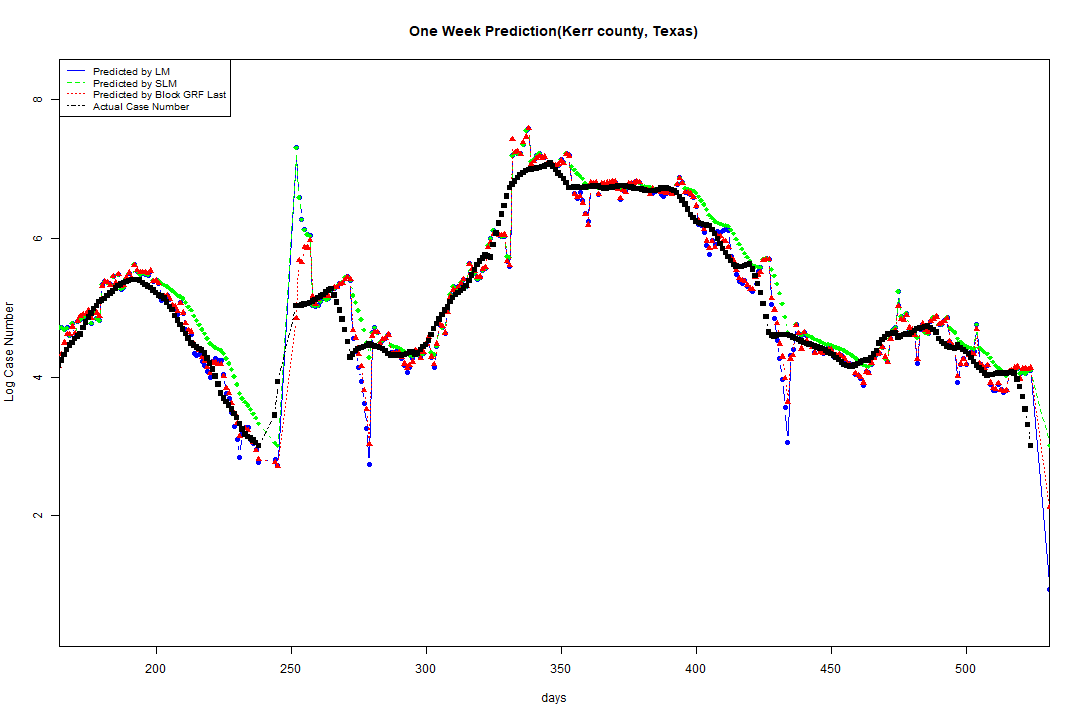 One Week Prediction(Kerr county, Texas)
Predicted by LM
Predicted by SLM
Predicted by Block GRF Last
Actual Case Number
8
6
4
2
Log Case Number
200 250 300 350 400 450 500
days